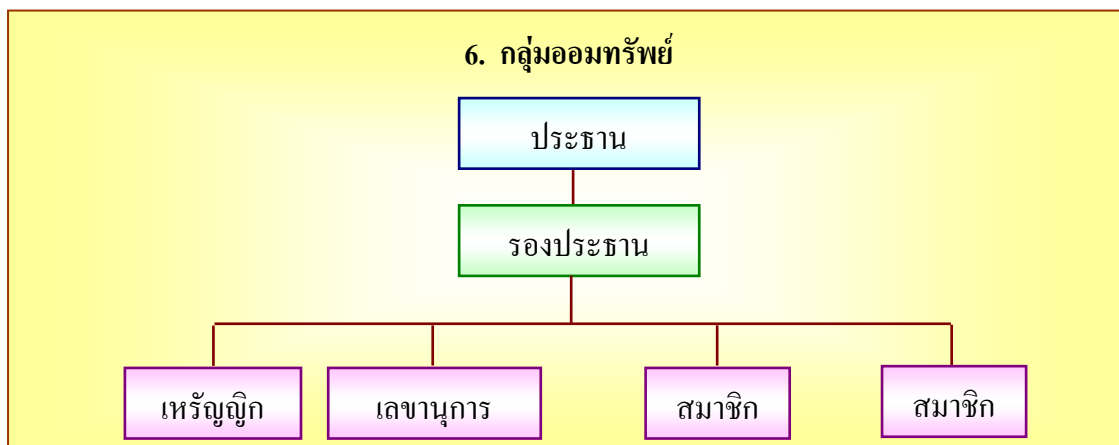 6. กลุ่มออมทรัพย์
ประธาน
รองประธาน
เหรัญญิก
เลขานุการ
สมาชิก
สมาชิก